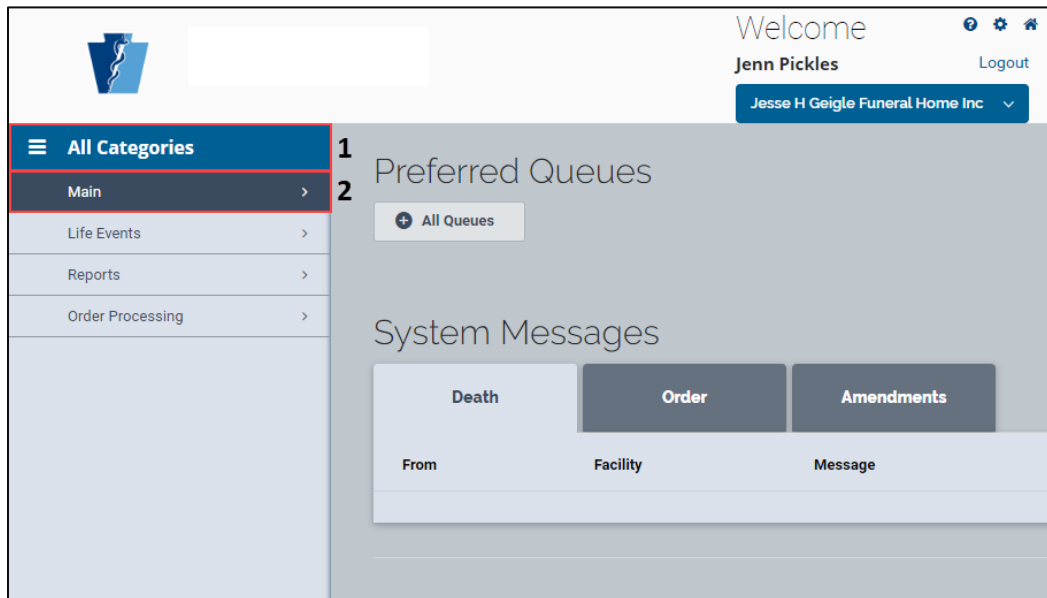 Welcome
Jenn Pickles
Logout
Jesse H Geigle Funeral Home Inc
All Categories
1
Main
2
Life Events
Reports
Order Processing
Preferred Queues
All Queues
System Messages
Death Order Amendments
From Facility Message